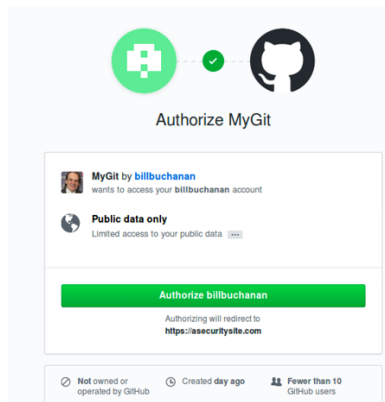 Authorize MyGit
MyGit by billbuchanan
wants to access your billbuchanan account
Public data only
Limited access to your public data ...
Authorize billbuchanan
Authorizing will redirect to
https://asecuritysite.com
Not owned or
operated by GitHub
Created day ago
Fewer than 10
GitHub users